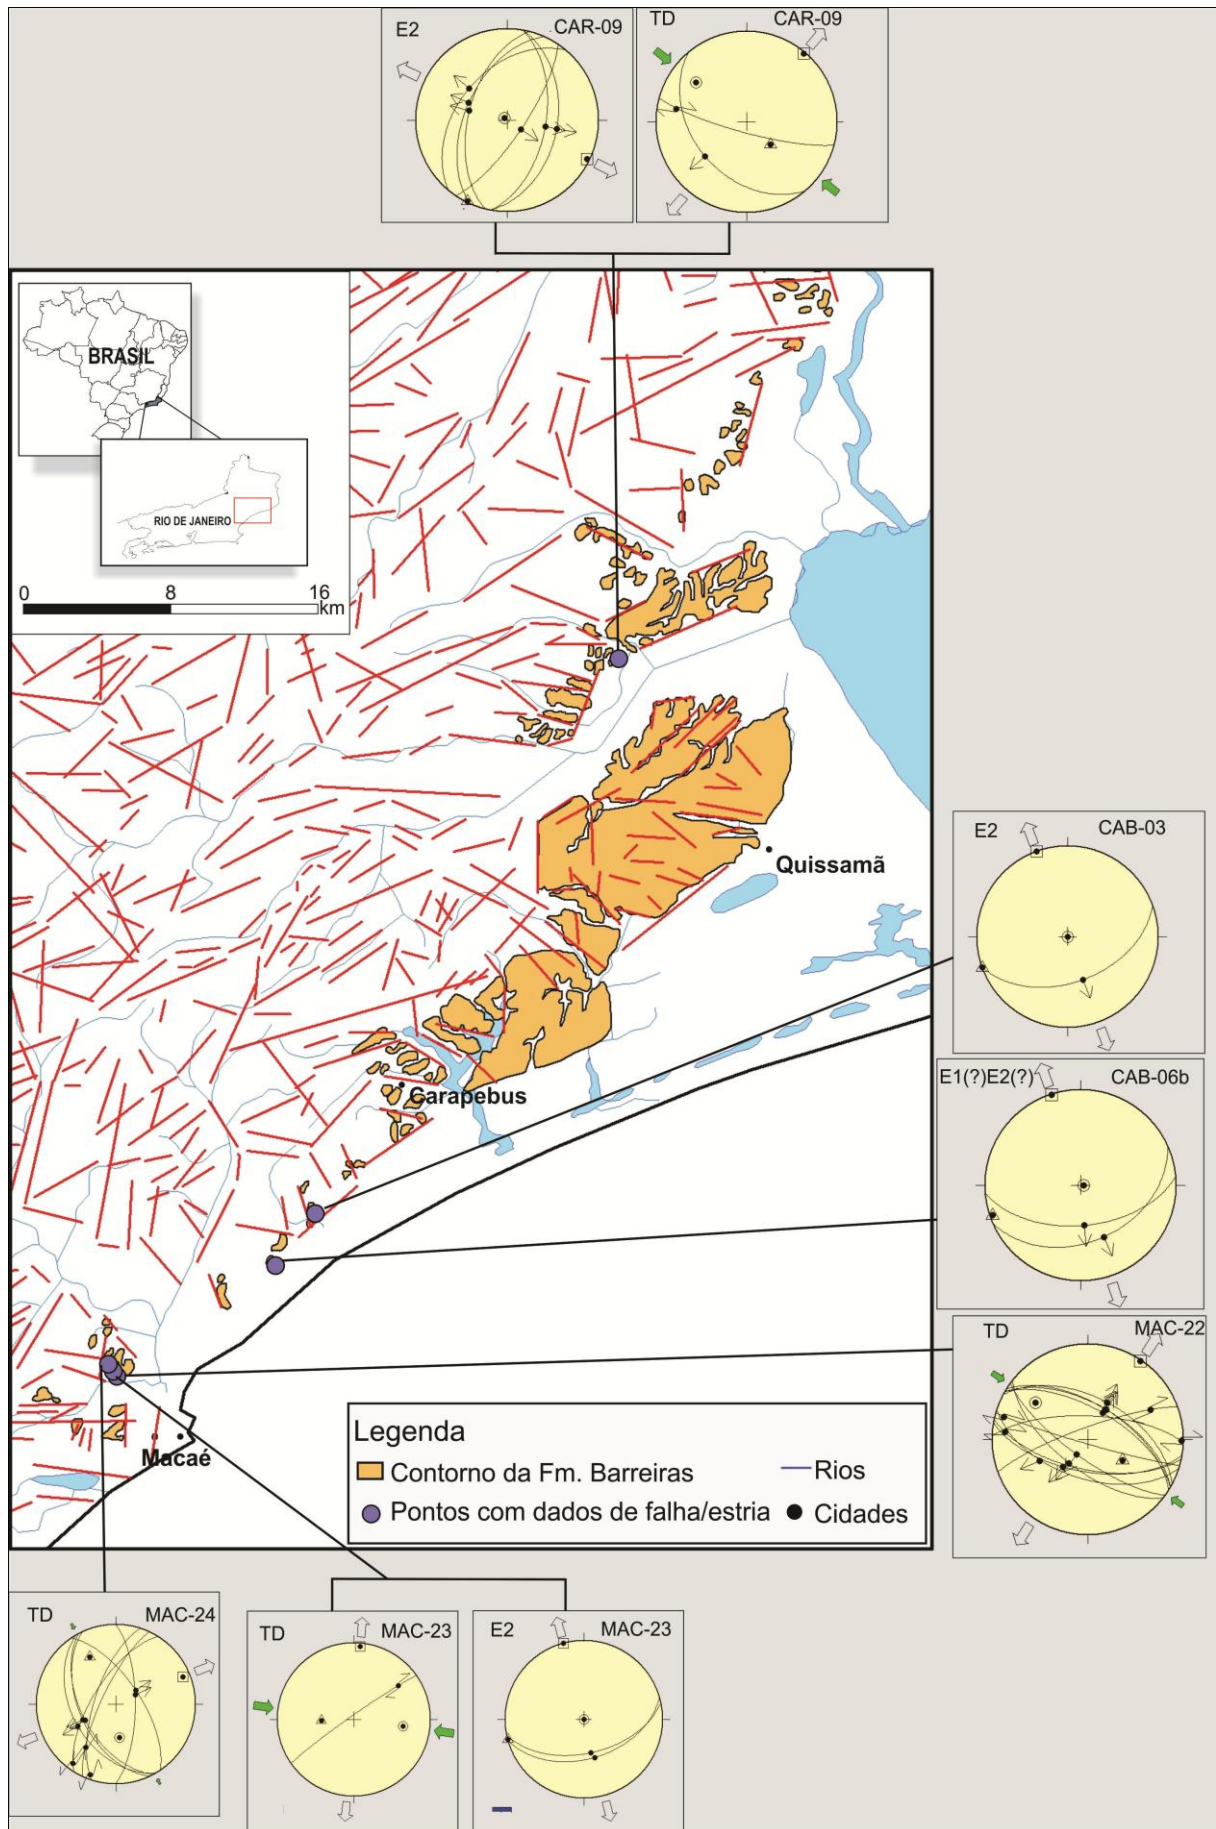 E2 CAR-09
TD CAR-09
BRASIL
RIO DE JANEIRO
0 8 16
km
Quissamã
Carapebus
Macaé
E2 CAB-03
E1(?)E2(?) CAB-06b
TD MAC-22
Legenda
Contorno da Fm. Barreiras
Rios
Pontos com dados de falha/estria
Cidades
TD MAC-24
TD MAC-23
E2 MAC-23